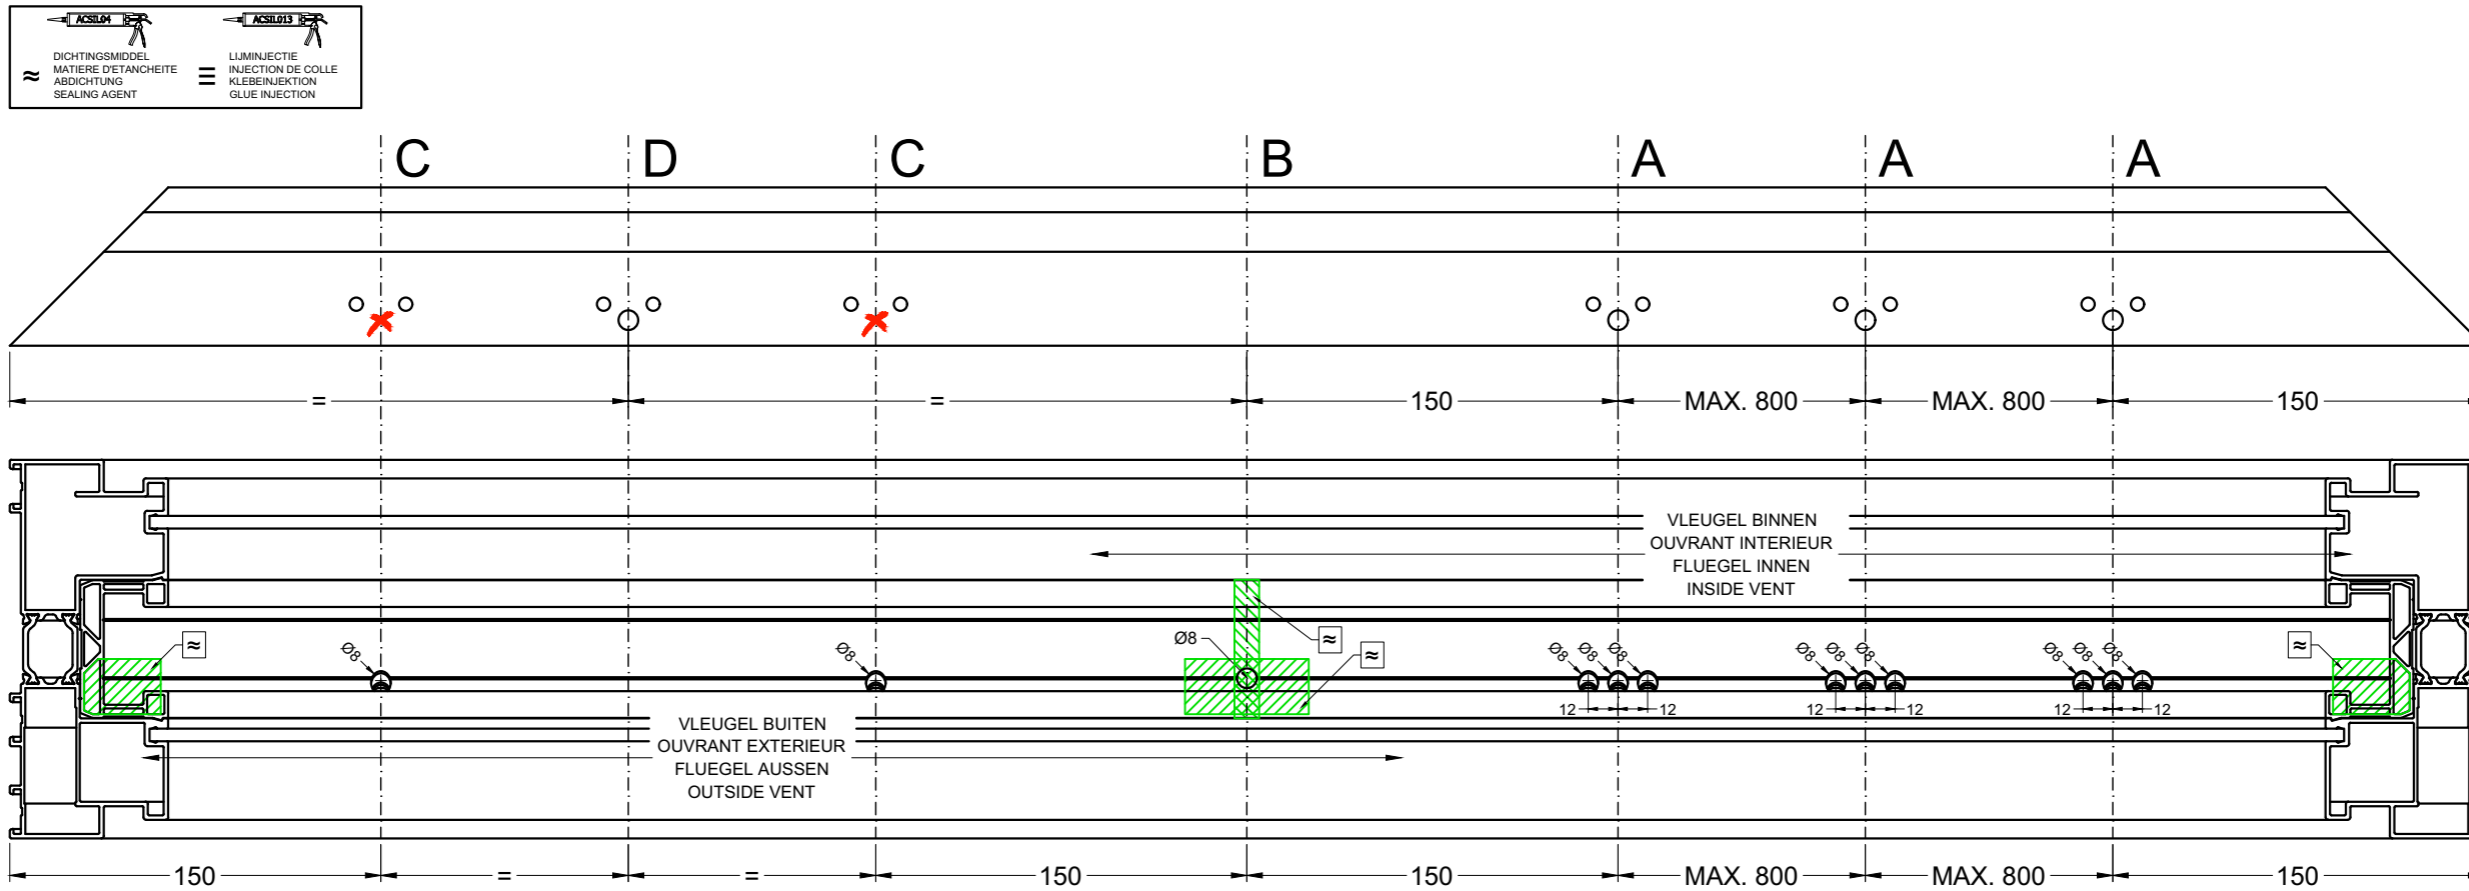 ACSIL04
ACSIL013
≈
DICHTINGSMIDDEL
MATIERE D'ETANCHEITE
ABDICHTUNG
SEALING AGENT
LIJMINJECTIE
INJECTION DE COLLE
KLEBEINJEKTION
GLUE INJECTION
C D C B A A A
= = 150 MAX. 800 MAX. 800 150
VLEUGEL BINNEN
OUVRANT INTERIEUR
FLUEGEL INNEN
INSIDE VENT
≈ Ø8 Ø8 Ø8 ≈ ≈ Ø8 Ø8 Ø8 Ø8 Ø8 Ø8 Ø8 Ø8 Ø8 ≈
12 12 12 12 12 12
VLEUGEL BUITEN
OUVRANT EXTERIEUR
FLUEGEL AUSSEN
OUTSIDE VENT
150 = = 150 150 MAX. 800 MAX. 800 150